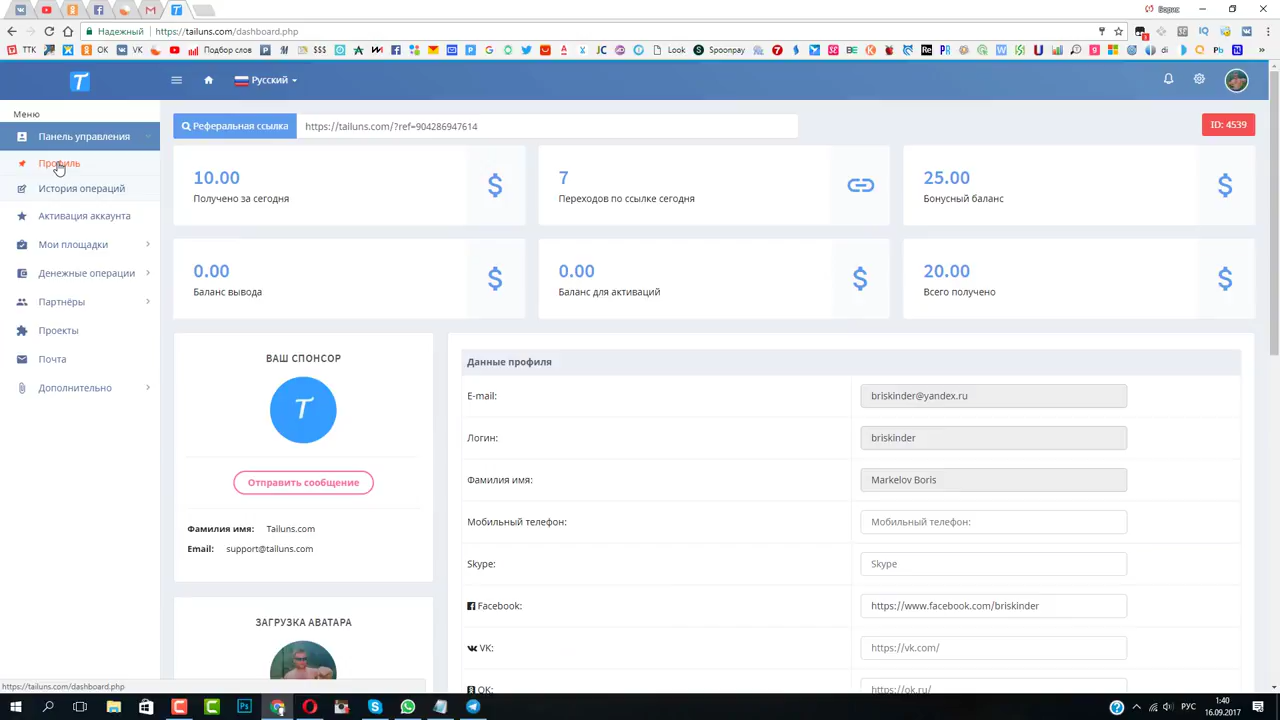 Борис
Надежный
https://tailuns.com/dashboard.php
ТТК
ОК
VK
Подбор слов
$$$
JC
Look
Spoonpay
Pb
Русский
Меню
Панель управления
Профиль
История операций
Активация аккаунта
Мои площадки
Денежные операции
Партнёры
Проекты
Почта
Дополнительно
Реферальная ссылка
https://tailuns.com/?ref=904286947614
ID: 4539
10.00
Получено за сегодня
7
Переходов по ссылке сегодня
25.00
Бонусный баланс
0.00
Баланс вывода
0.00
Баланс для активаций
20.00
Всего получено
ВАШ СПОНСОР
T
Отправить сообщение
Фамилия имя: Tailuns.com
Email: support@tailuns.com
ЗАГРУЗКА АВАТАРА
Данные профиля
E-mail:
briskinder@yandex.ru
Логин:
briskinder
Фамилия имя:
Markelov Boris
Мобильный телефон:
Мобильный телефон:
Skype:
Skype
Facebook:
https://www.facebook.com/briskinder
VK:
https://vk.com/
OK:
https://ok.ru/
https://tailuns.com/dashboard.php
РУС
1:40
16.09.2017